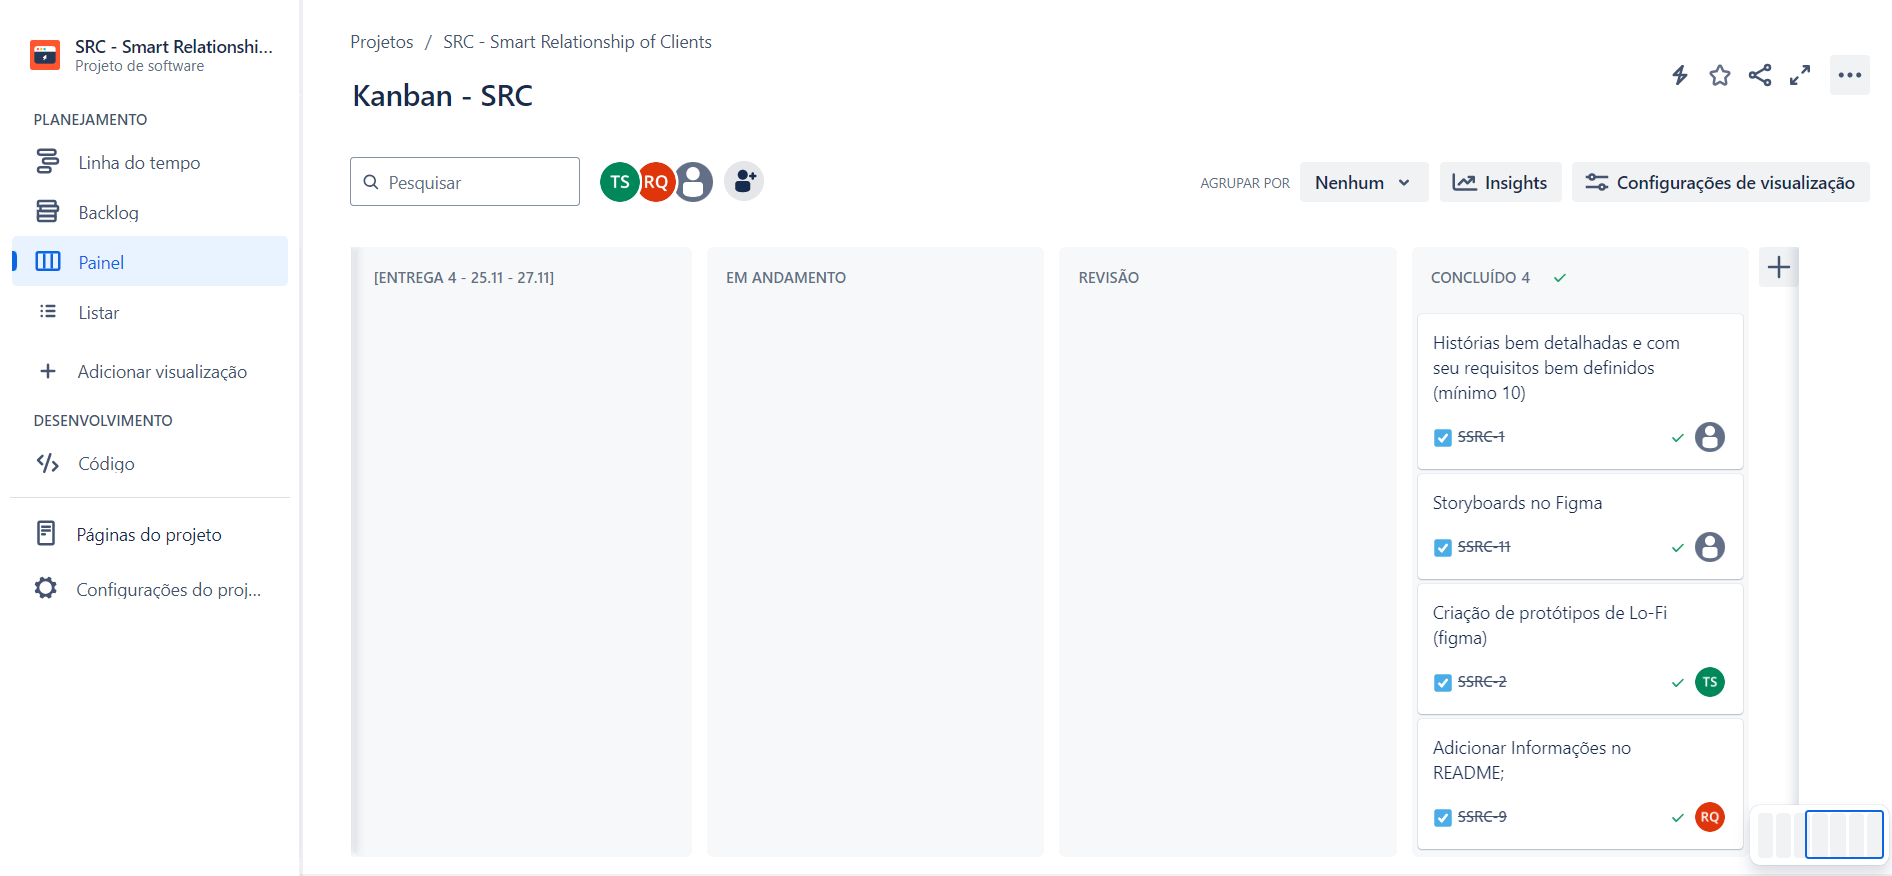 SRC - Smart Relationshi...
Projeto de software
PLANEJAMENTO
Linha do tempo
Backlog
Painel
Listar
Adicionar visualização
DESENVOLVIMENTO
Código
Páginas do projeto
Configurações do proj...
Projetos / SRC - Smart Relationship of Clients
Kanban - SRC
Pesquisar
TS RQ
AGRUPAR POR Nenhum Insights Configurações de visualização
[ENTREGA 4 - 25.11 - 27.11]
EM ANDAMENTO
REVISÃO
CONCLUÍDO 4
Histórias bem detalhadas e com
seu requisitos bem definidos
(mínimo 10)
SSRC-1
Storyboards no Figma
SSRC-11
Criação de protótipos de Lo-Fi
(figma)
SSRC-2 TS
Adicionar Informações no
README;
SSRC-9 RQ